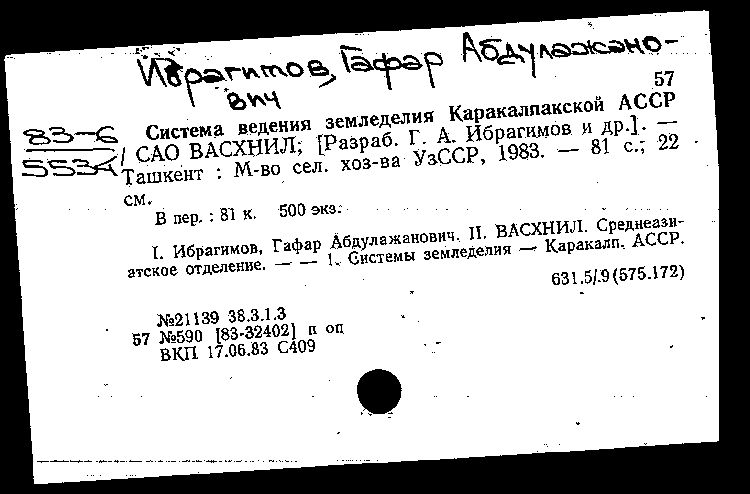 Ибрагимов, Гафар Абдулажано-
вич
57
83-6
5534
Система ведения земледелия Каракалпакской АССР
/ САО ВАСХНИЛ; [Разраб. Г. А. Ибрагимов и др.]. —
Ташкент : М-во сел. хоз-ва УзССР, 1983. — 81 с.; 22
см.
В пер. : 81 к. 500 экз.
I. Ибрагимов, Гафар Абдулажанович. II. ВАСХНИЛ. Среднеази-
атское отделение. — — 1. Системы земледелия — Каракалп. АССР.
631.5/.9(575.172)
№21139 38.3.1.3
57 №590 [83-32402] п оп
ВКП 17.06.83 С409